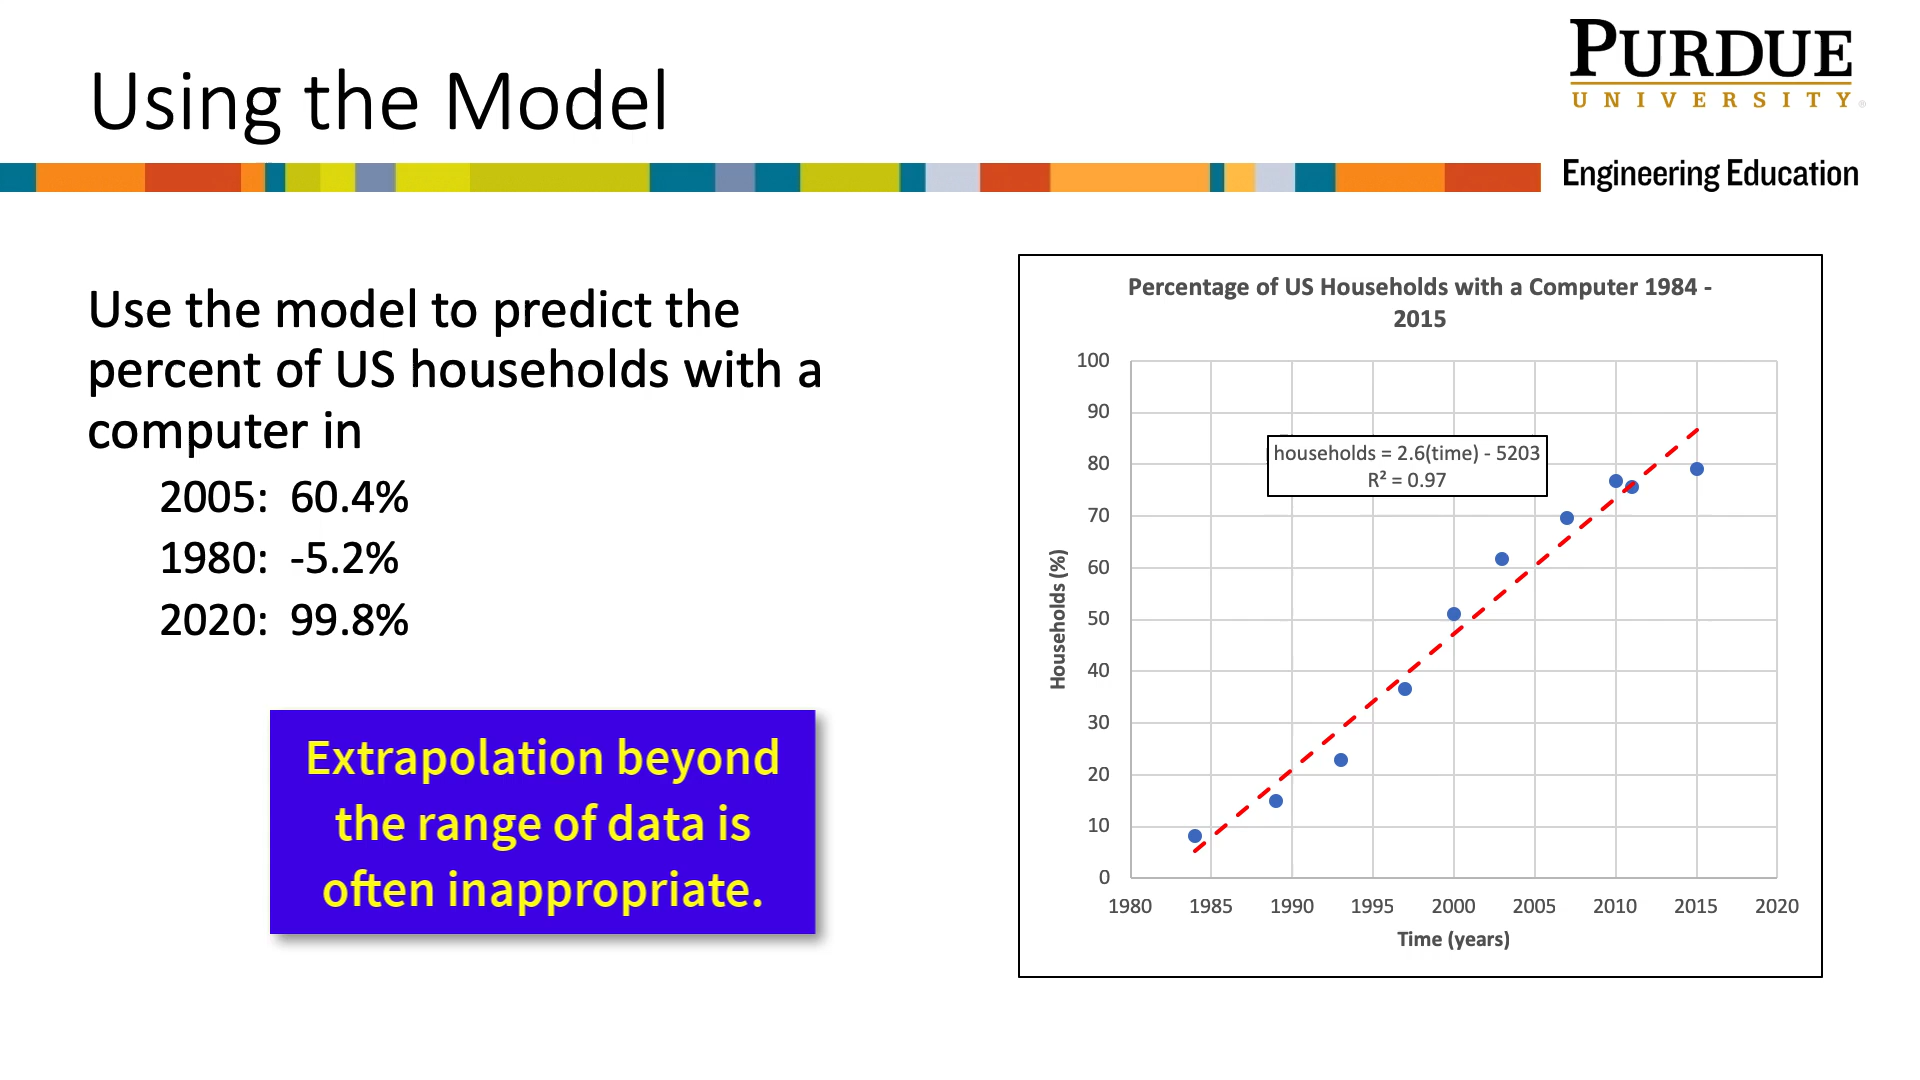 Using the Model
PURDUE
UNIVERSITY®
Engineering Education
Use the model to predict the
percent of US households with a
computer in
2005: 60.4%
1980: -5.2%
2020: 99.8%
Extrapolation beyond
the range of data is
often inappropriate.
Percentage of US Households with a Computer 1984 -
2015
households = 2.6(time) - 5203
R² = 0.97
Households (%)
100
90
80
70
60
50
40
30
20
10
0
1980 1985 1990 1995 2000 2005 2010 2015 2020
Time (years)